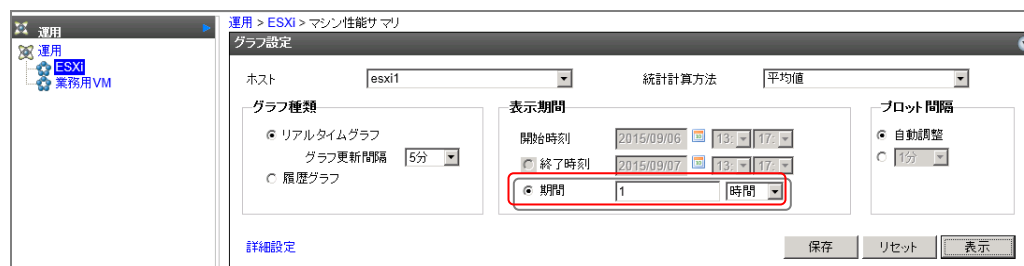 運用
運用
ESXi
業務用VM
運用 > ESXi > マシン性能サマリ
グラフ設定
ホスト esxi1 統計計算方法 平均値
グラフ種類 表示期間 プロット間隔
リアルタイムグラフ 開始時刻 2015/09/06 13: 17: 自動調整
グラフ更新間隔 5分 終了時刻 2015/09/07 13: 17: 1分
履歴グラフ 期間 1 時間
詳細設定 保存 リセット 表示